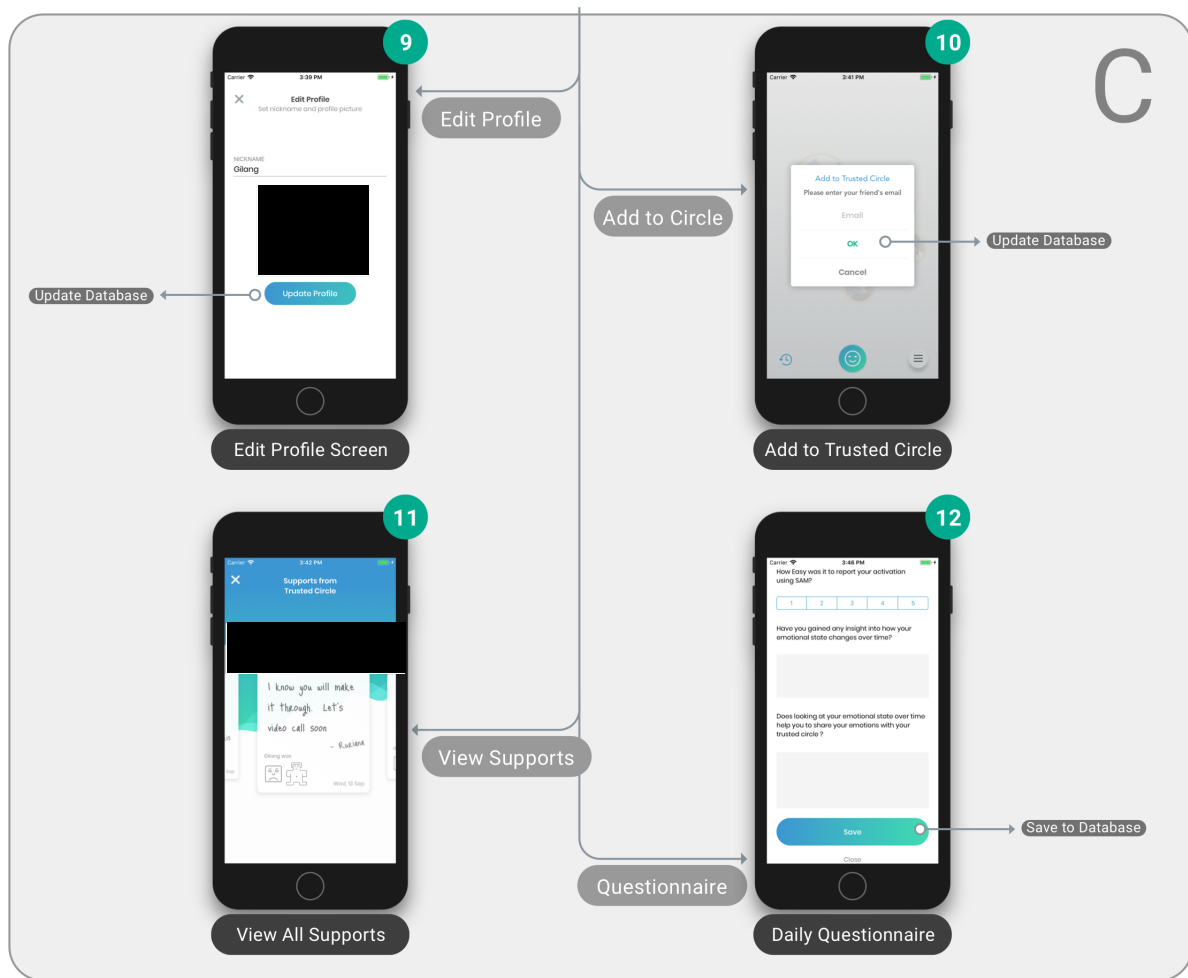 C
9
Carrier 3:39 PM
Edit Profile
Set nickname and profile picture
NICKNAME
Gilang
Update Profile
Update Database
Edit Profile Screen
Edit Profile
10
Carrier 3:41 PM
Add to Trusted Circle
Please enter your friend's email
Email
OK
Cancel
Update Database
Add to Trusted Circle
Add to Circle
11
Carrier 3:42 PM
Supports from
Trusted Circle
I know you will make
it through. Let's
video call soon
- Ruziana
Gilang was
Wed, 13 Sep
Sep
View All Supports
View Supports
12
Carrier 3:46 PM
How Easy was it to report your activation
using SAM?
1 2 3 4 5
Have you gained any insight into how your
emotional state changes over time?
Does looking at your emotional state over time
help you to share your emotions with your
trusted circle ?
Save
Close
Save to Database
Daily Questionnaire
Questionnaire